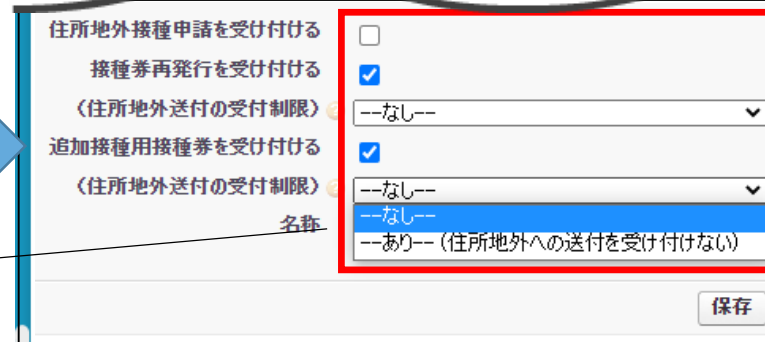 住所地外接種申請を受け付ける
接種券再発行を受け付ける
（住所地外送付の受付制限） --なし--
追加接種用接種券を受け付ける
（住所地外送付の受付制限） --なし--
--なし--
名称
--あり--（住所地外への送付を受け付けない）
保存